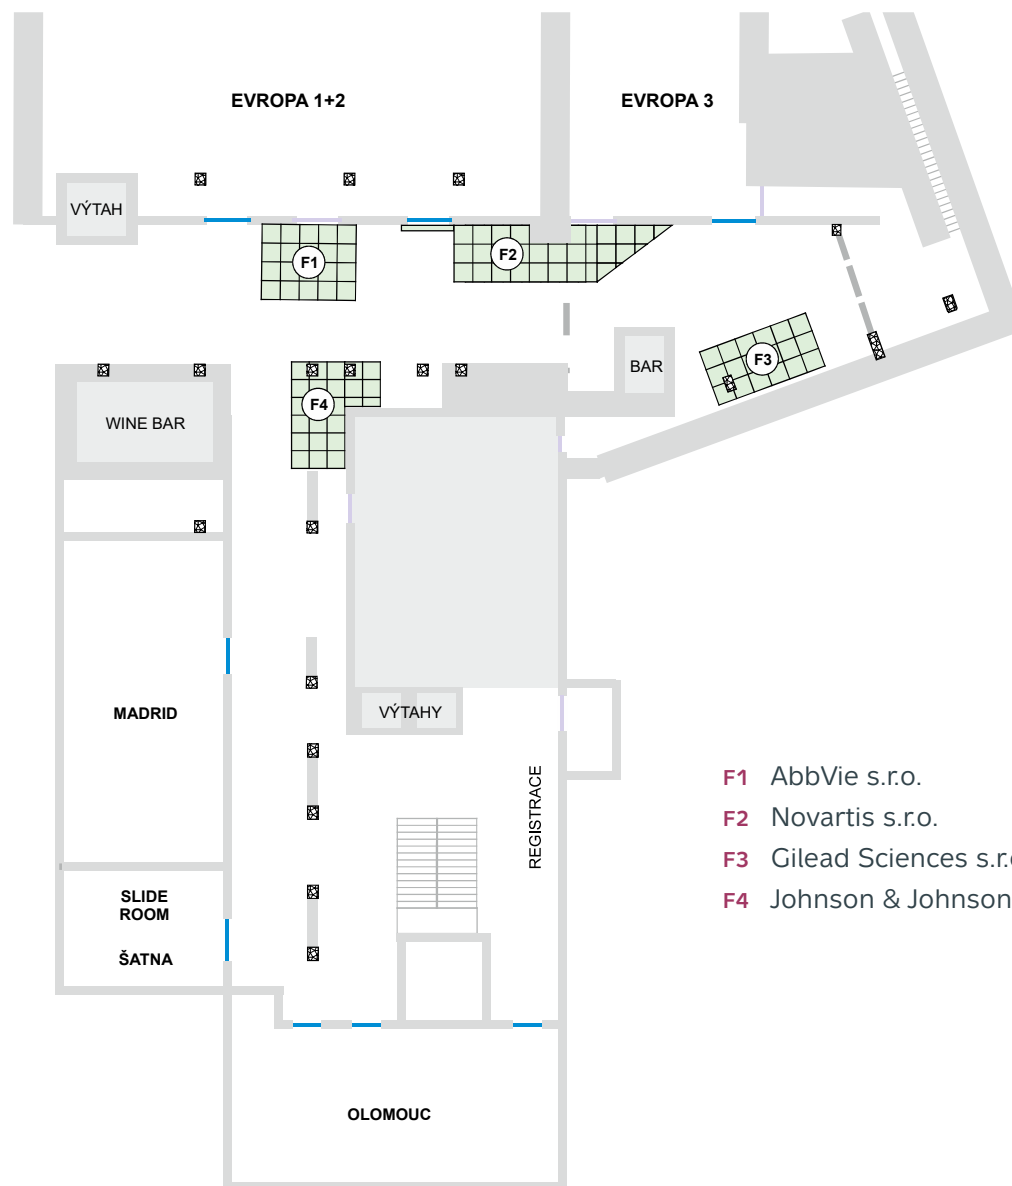 EVROPA 1+2
EVROPA 3
VÝTAH
F1
F2
F3
BAR
F4
WINE BAR
MADRID
VÝTAHY
REGISTRACE
F1 AbbVie s.r.o.
F2 Novartis s.r.o.
F3 Gilead Sciences s.r.
F4 Johnson & Johnson
SLIDE
ROOM
ŠATNA
OLOMOUC